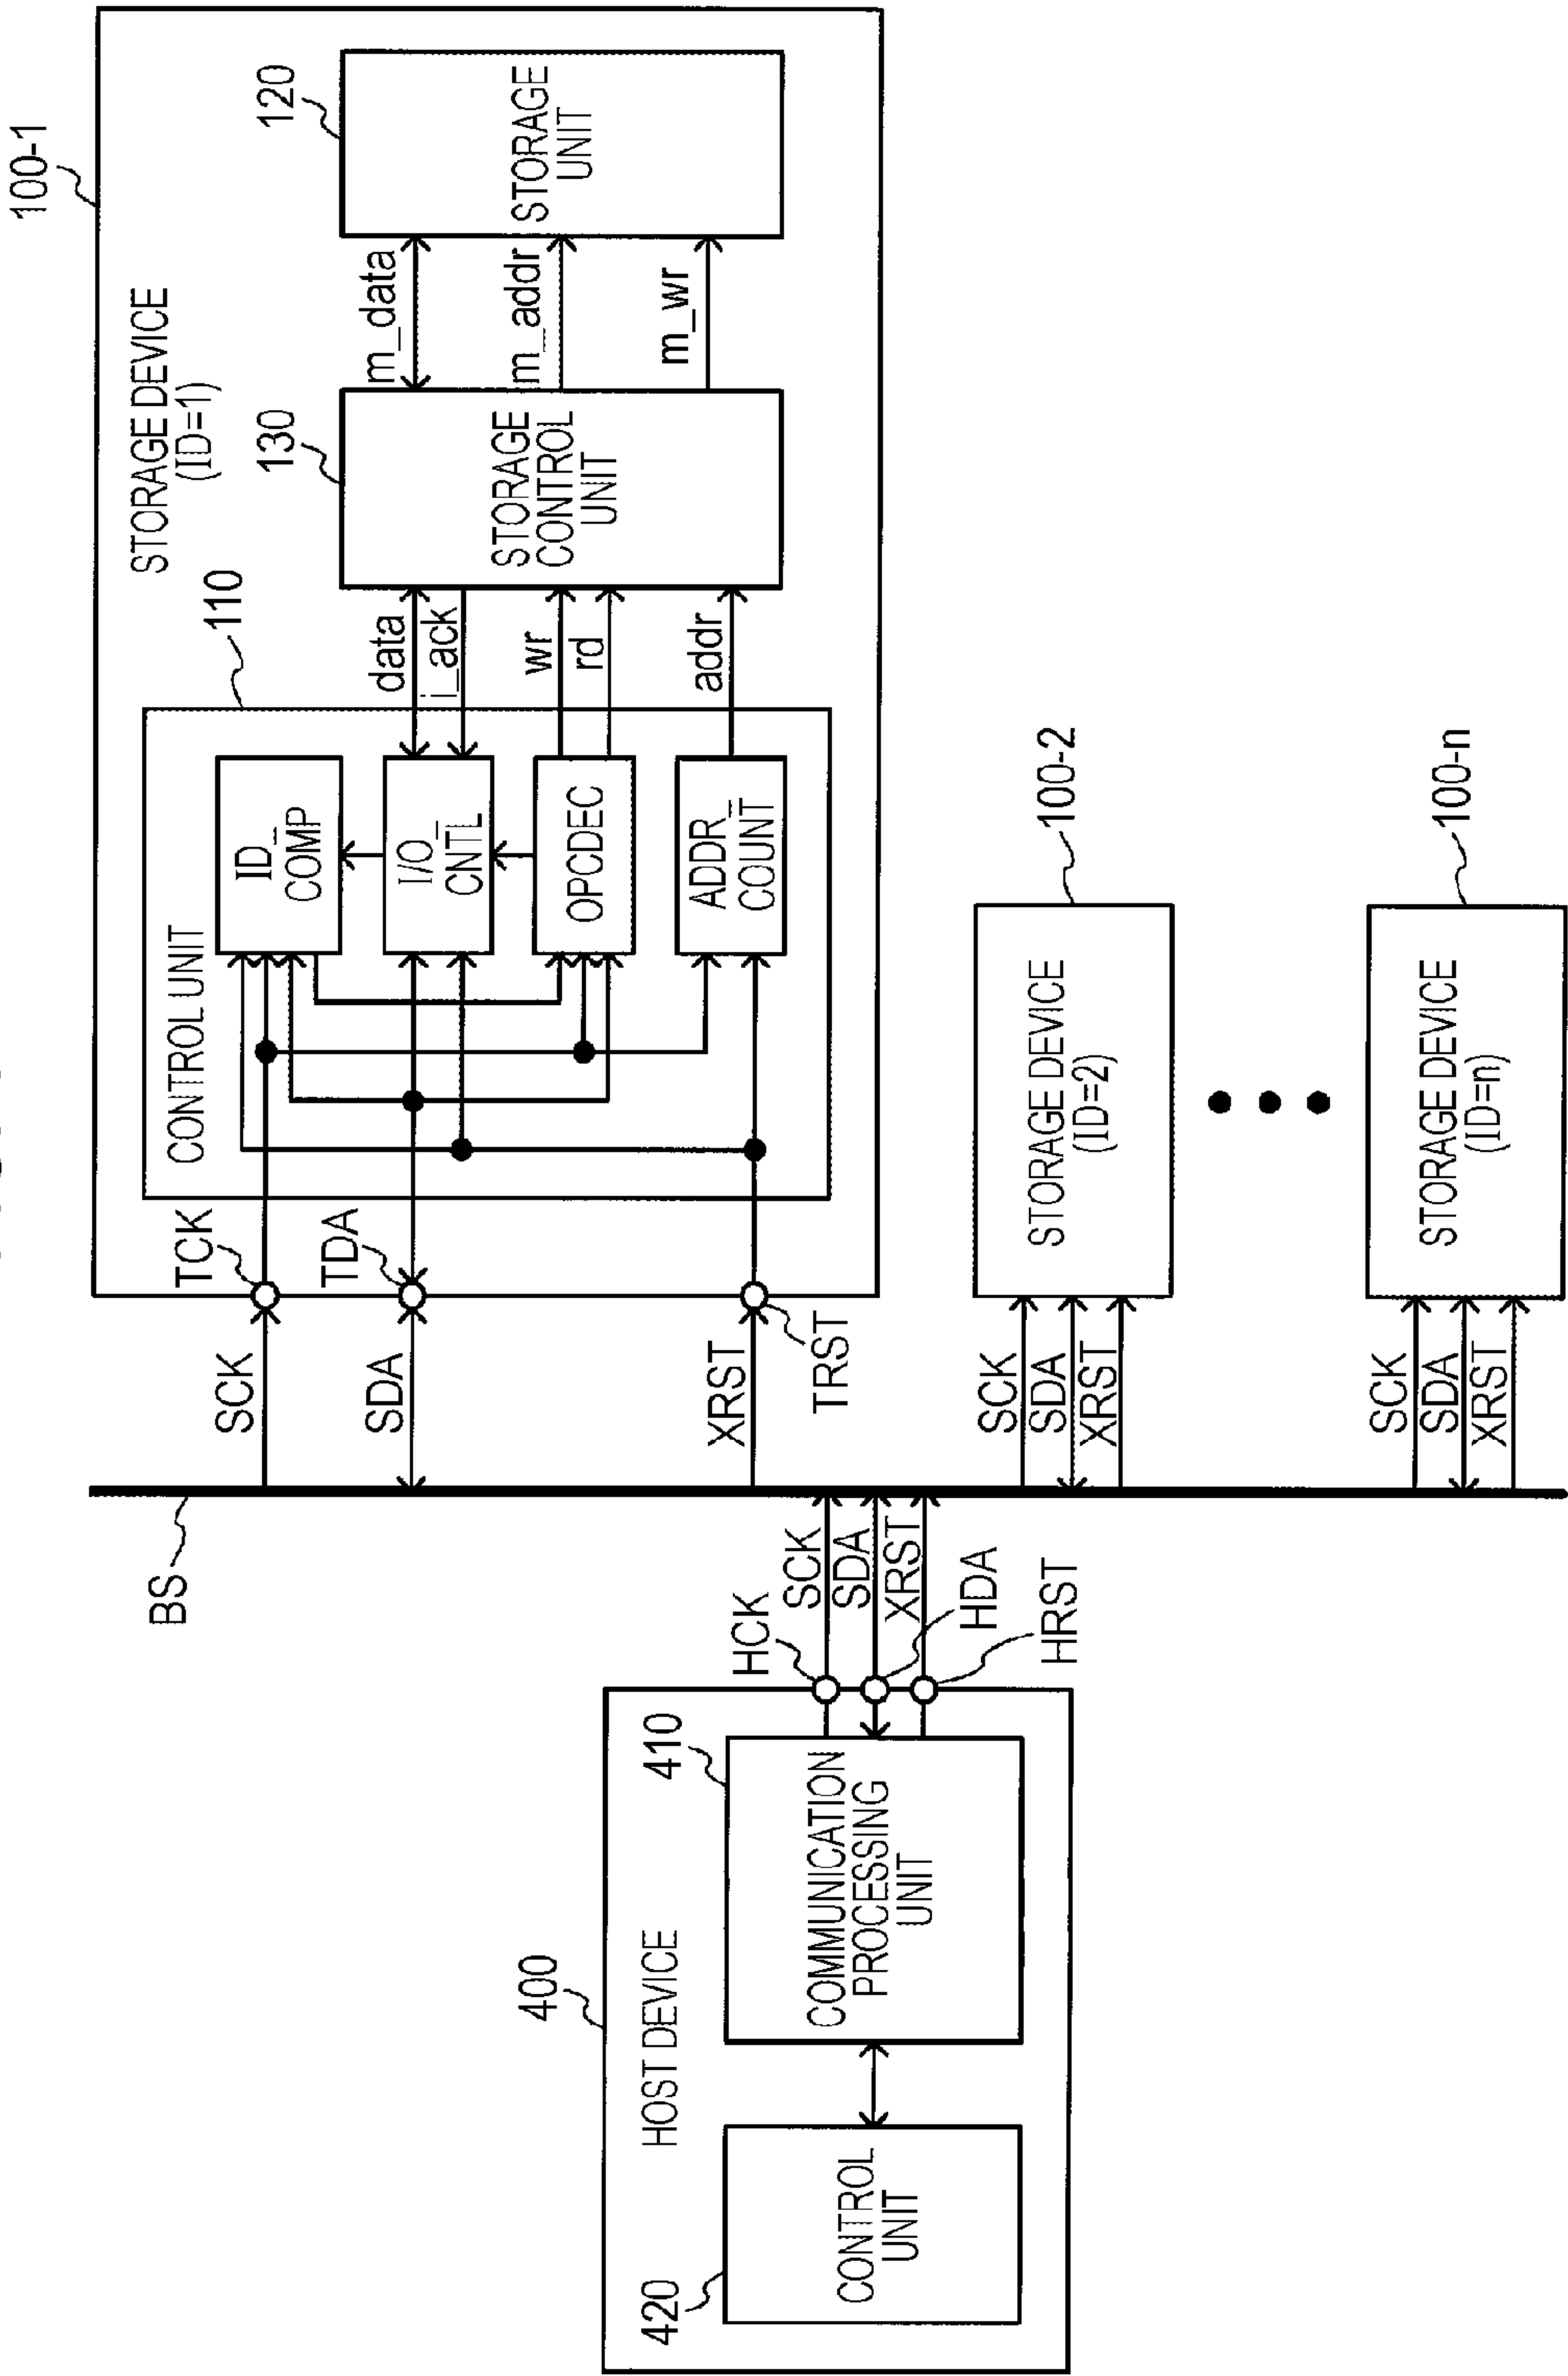 100-1
STORAGE DEVICE
(ID=1)
110
130
120
CONTROL UNIT
ID_
COMP
I/O_
CNTL
OPCDEC
ADDR_
COUNT
data
i_ack
wr
rd
addr
STORAGE
CONTROL
UNIT
m_data
m_addr
m_wr
STORAGE
UNIT
TCK
TDA
TRST
SCK
SDA
XRST
BS
400
HOST DEVICE
420
CONTROL
UNIT
410
COMMUNICATION
PROCESSING
UNIT
HCK
HDA
HRST
SCK
SDA
XRST
SCK
SDA
XRST
STORAGE DEVICE
(ID=2)
100-2
SCK
SDA
XRST
STORAGE DEVICE
(ID=n)
100-n